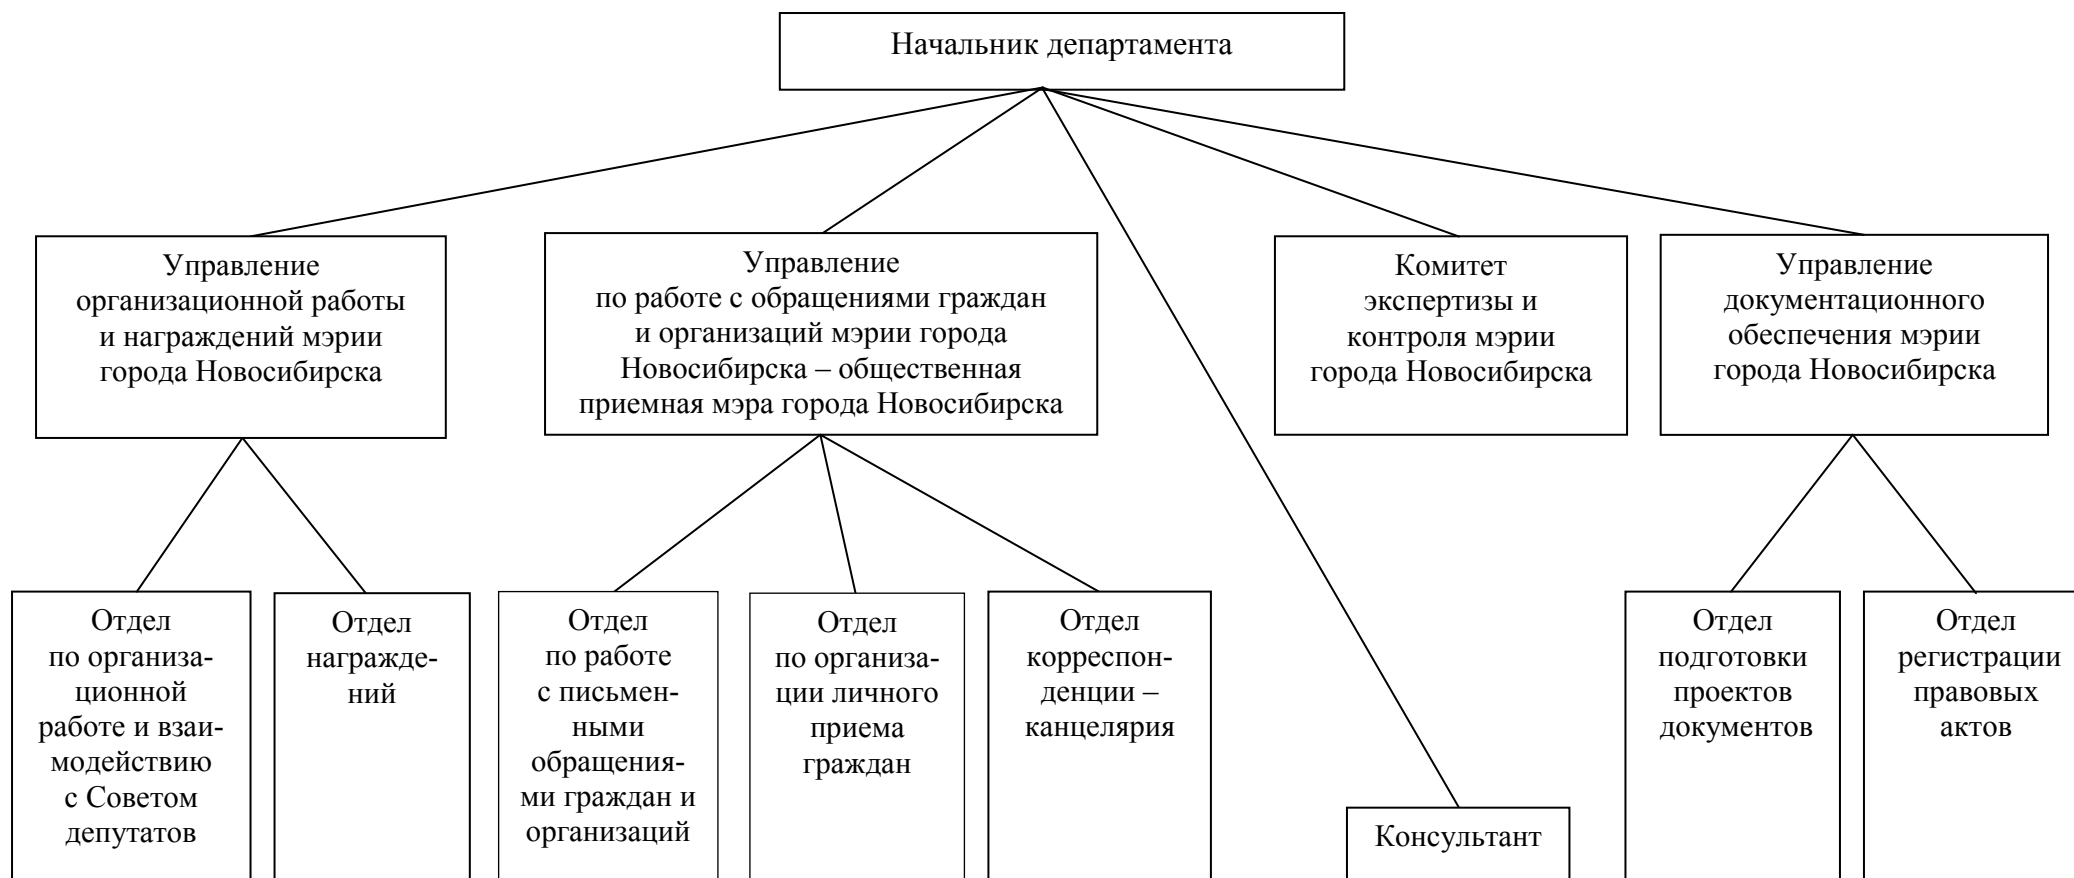 Начальник департамента
Управление
организационной работы
и награждений мэрии
города Новосибирска
Управление
по работе с обращениями граждан
и организаций мэрии города
Новосибирска – общественная
приемная мэра города Новосибирска
Комитет
экспертизы и
контроля мэрии
города Новосибирска
Управление
документационного
обеспечения мэрии
города Новосибирска
Отдел
по организа-
ционной
работе и взаи-
модействию
с Советом
депутатов
Отдел
награжде-
ний
Отдел
по работе
с письмен-
ными
обращения-
ми граждан и
организаций
Отдел
по организа-
ции личного
приема
граждан
Отдел
корреспон-
денции –
канцелярия
Консультант
Отдел
подготовки
проектов
документов
Отдел
регистрации
правовых
актов